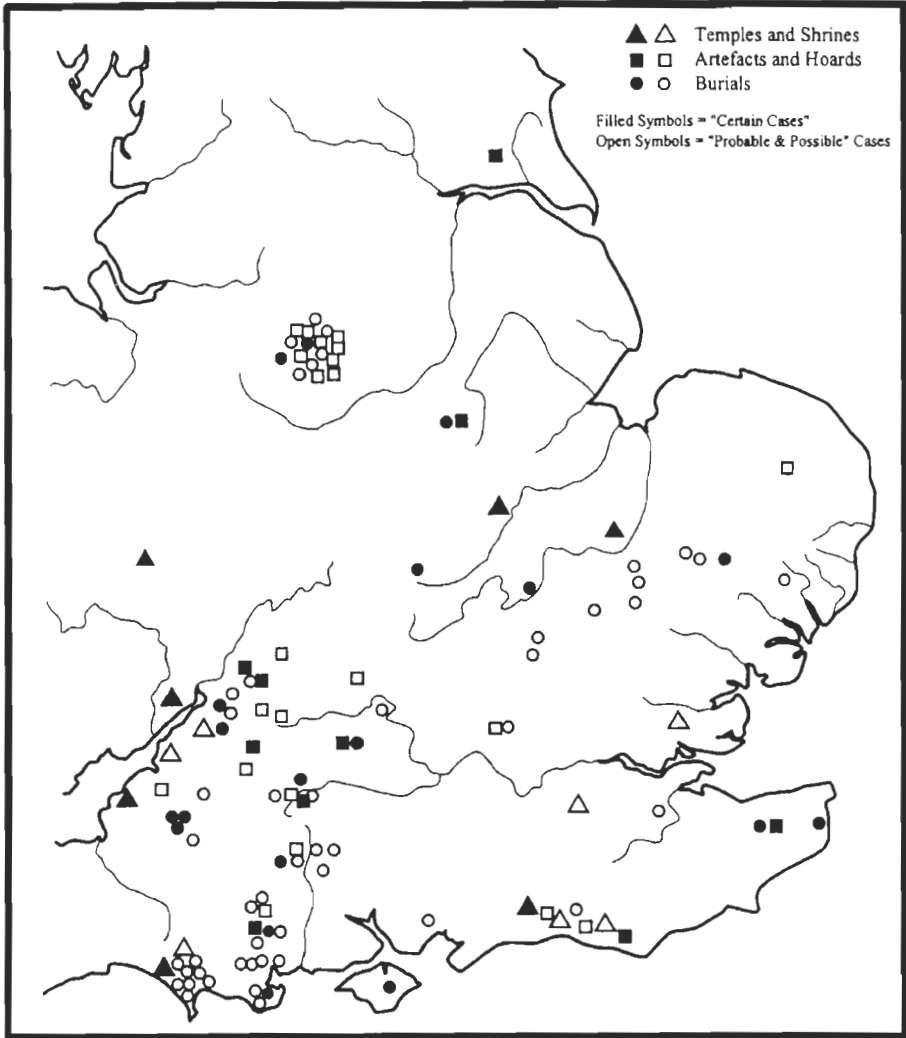 Temples and Shrines
Artefacts and Hoards
Burials
Filled Symbols = "Certain Cases"
Open Symbols = "Probable & Possible" Cases